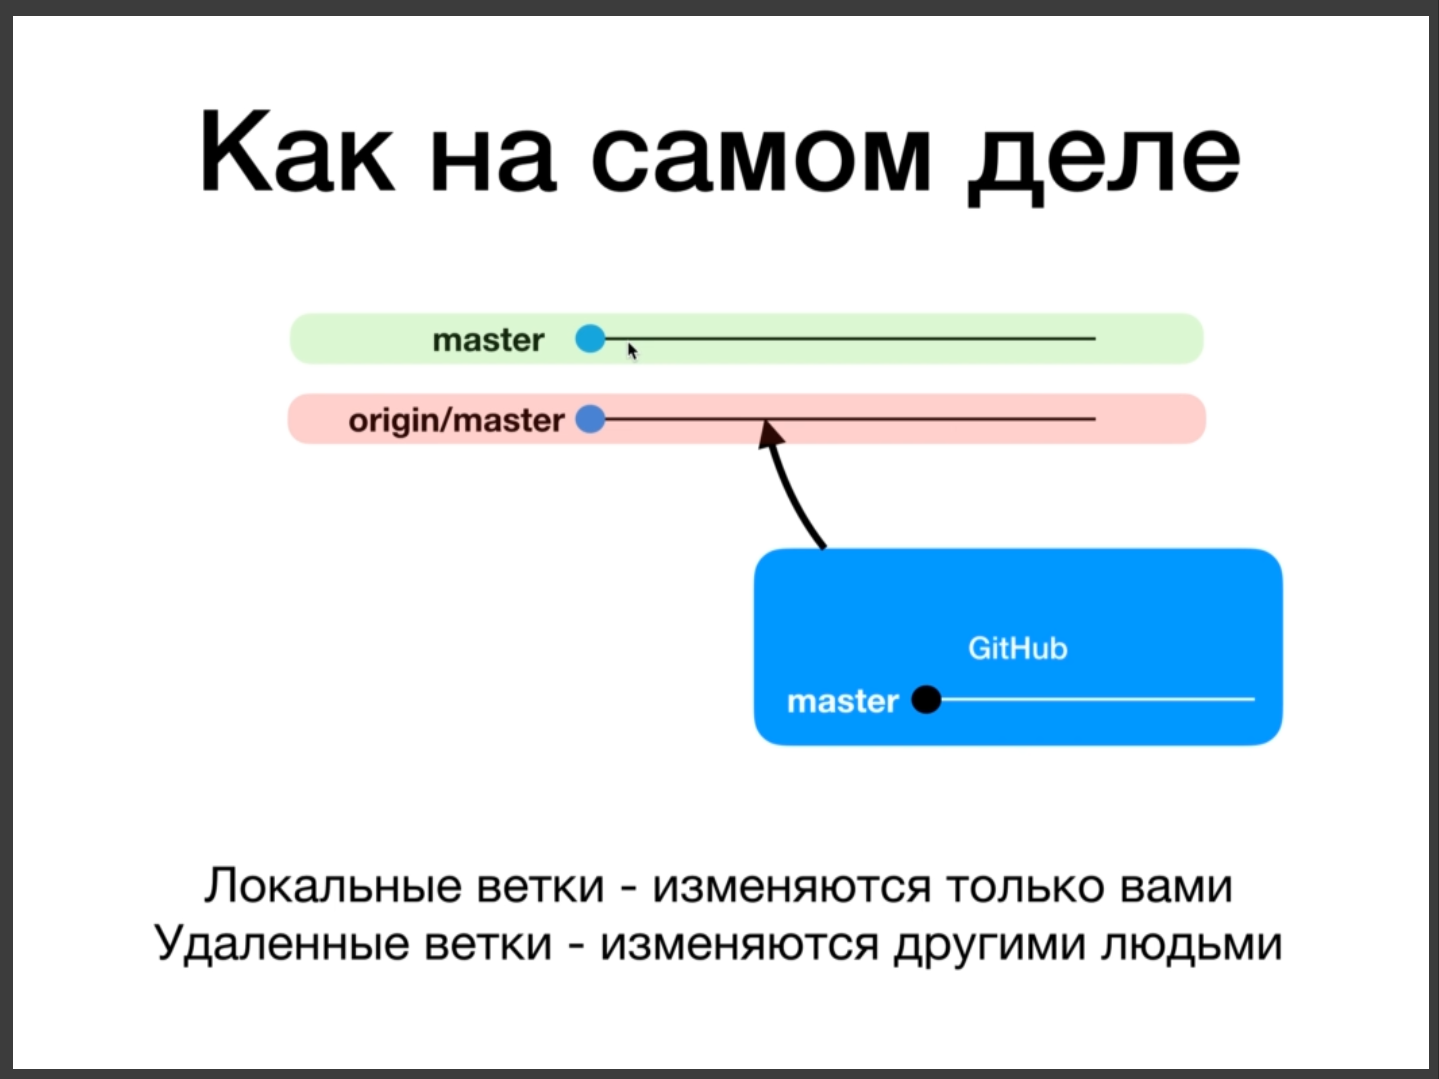 Как на самом деле
master
origin/master
GitHub
master
Локальные ветки - изменяются только вами
Удаленные ветки - изменяются другими людьми